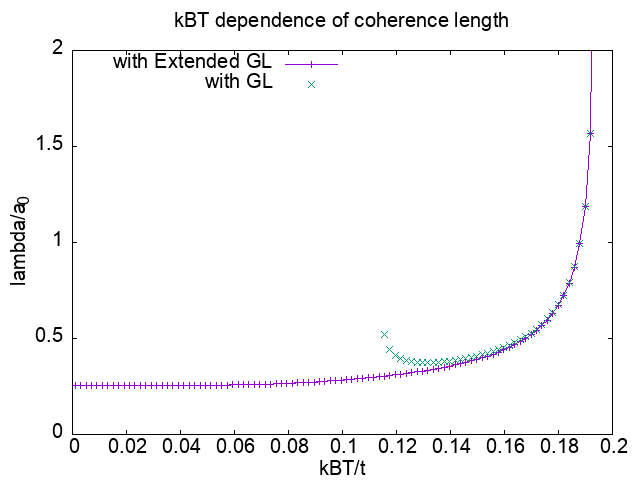 kBT dependence of coherence length
with Extended GL
with GL
2
1.5
1
0.5
0
lambda/a0
0 0.02 0.04 0.06 0.08 0.1 0.12 0.14 0.16 0.18 0.2
kBT/t